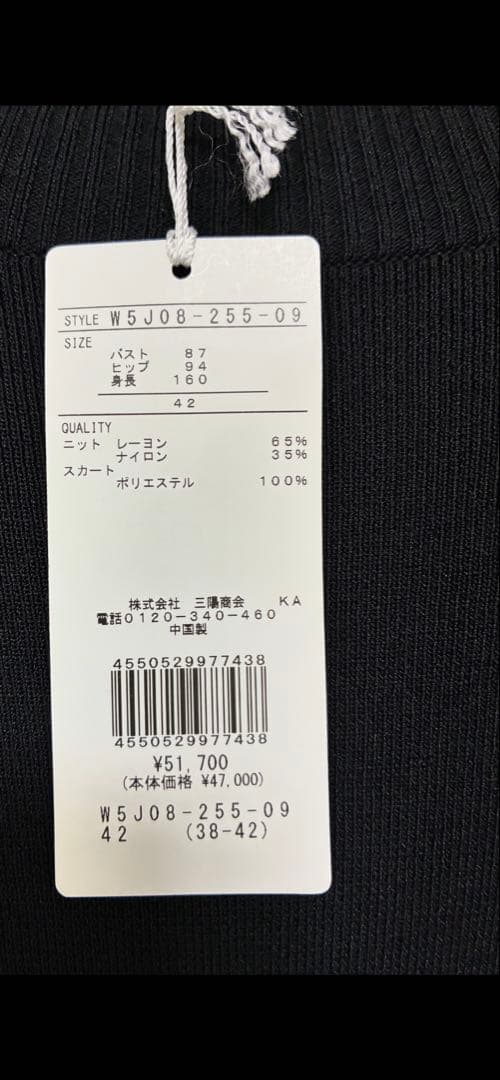 STYLE W5J08-255-09
SIZE
バスト 87
ヒップ 94
身長 160
42
QUALITY
ニット レーヨン 65%
ナイロン 35%
スカート
ポリエステル 100%
株式会社 三陽商会 KA
電話0120-340-460
中国製
4550529977438
4550529977438
¥51,700
(本体価格 ¥47,000)
W5J08-255-09
42 (38-42)